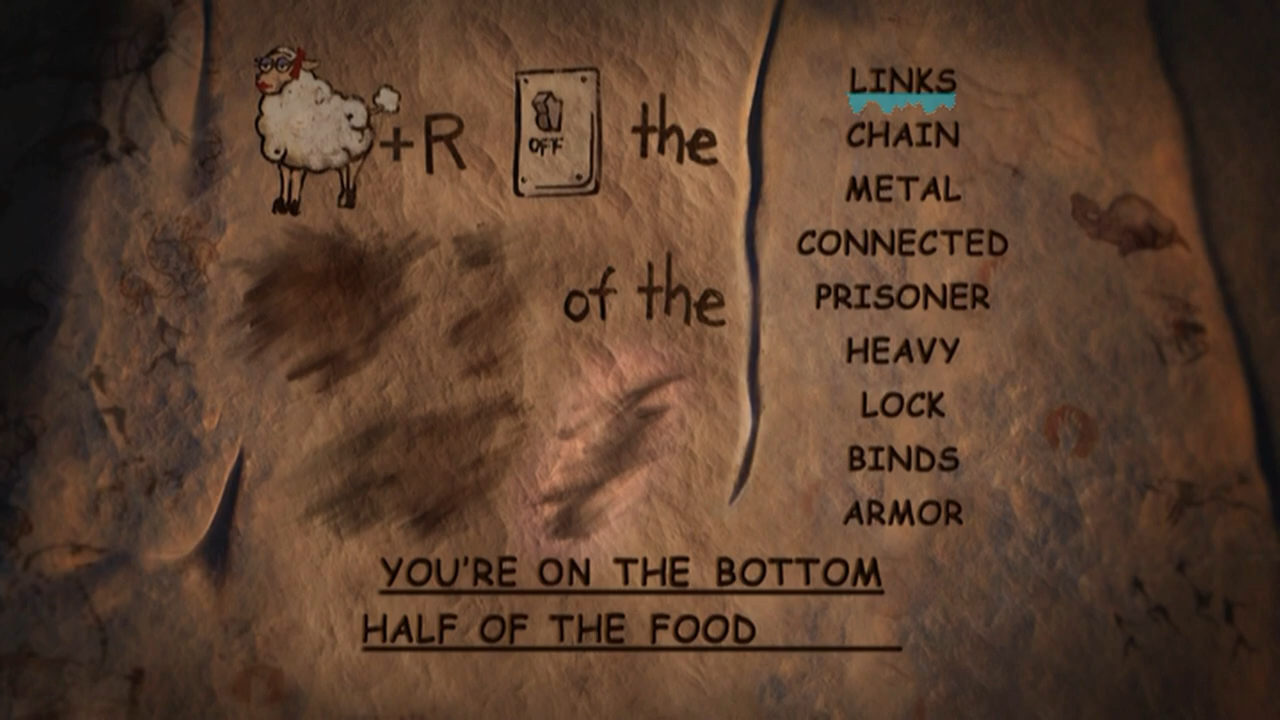 +R OFF the
of the
LINKS
CHAIN
METAL
CONNECTED
PRISONER
HEAVY
LOCK
BINDS
ARMOR
YOU'RE ON THE BOTTOM
HALF OF THE FOOD